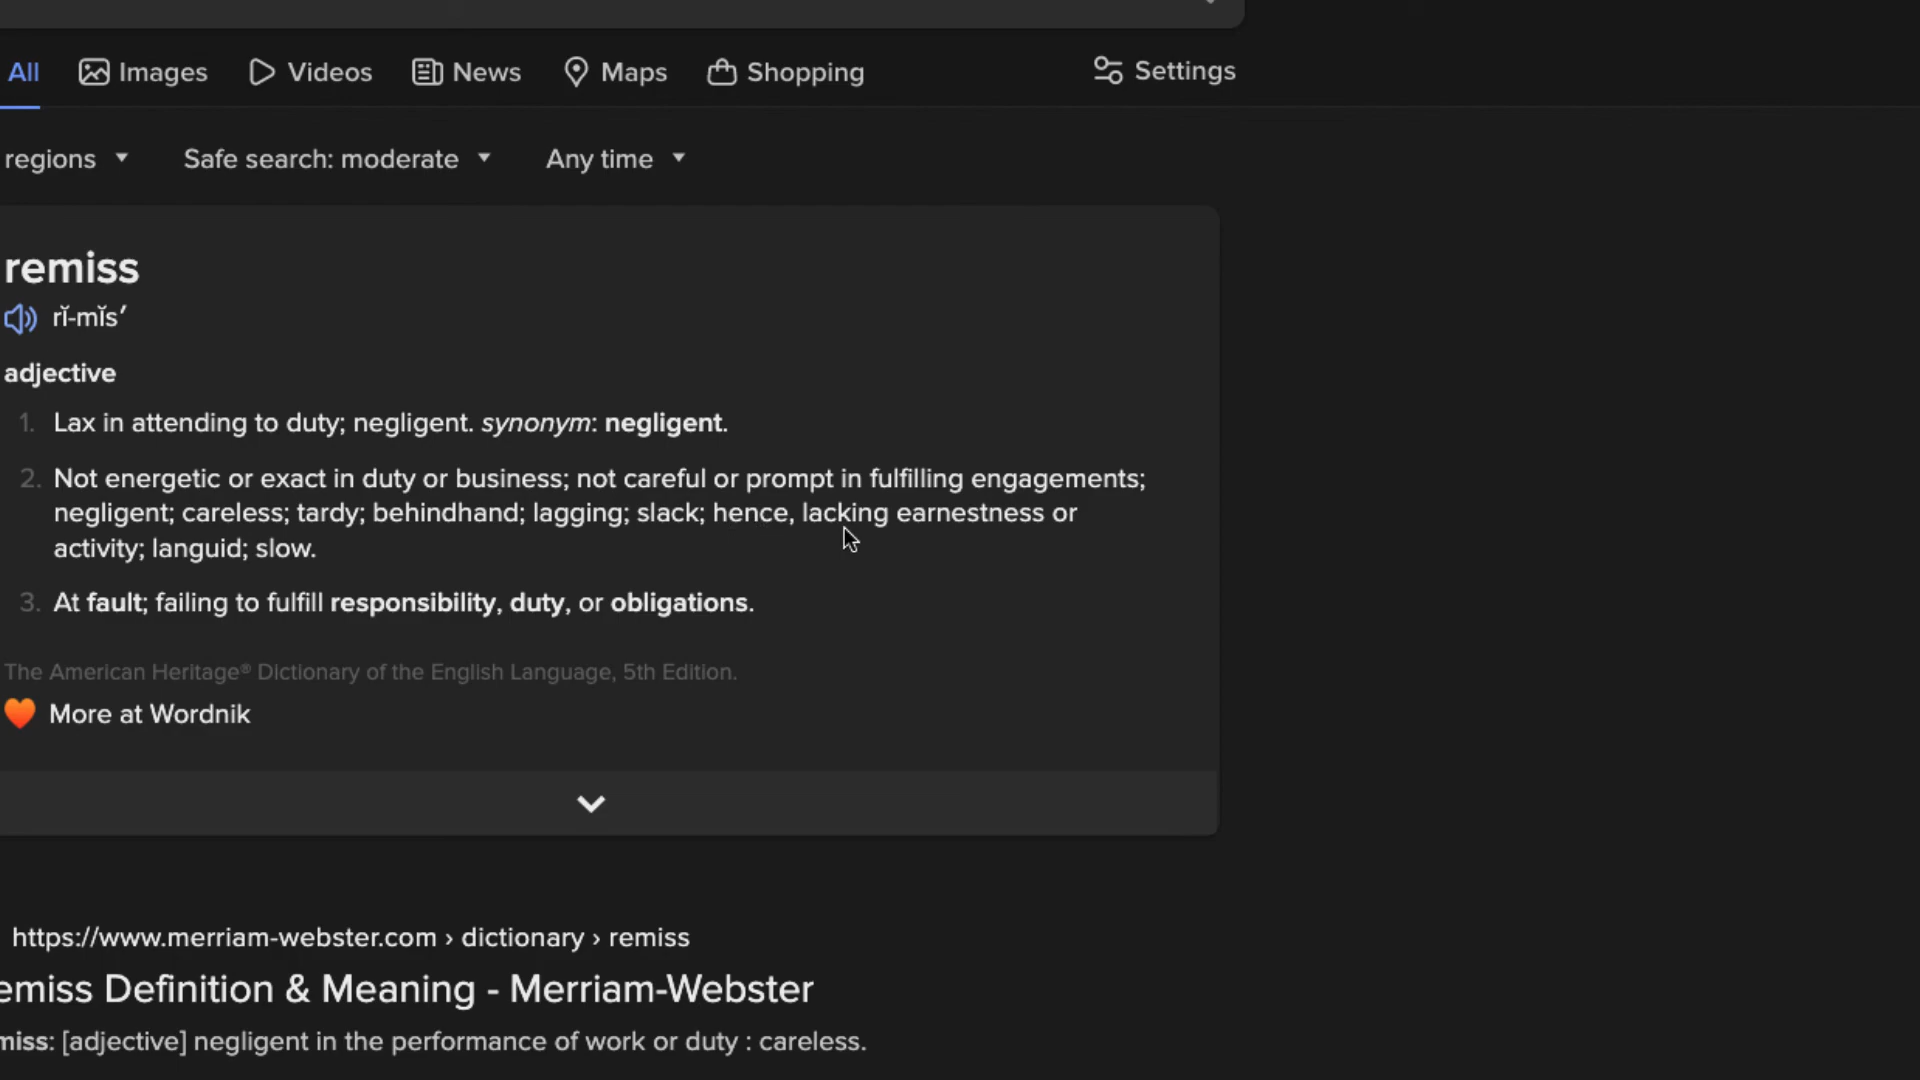 All Images Videos News Maps Shopping Settings
regions Safe search: moderate Any time
remiss
rĭ-mĭs′
adjective
1. Lax in attending to duty; negligent. synonym: negligent.
2. Not energetic or exact in duty or business; not careful or prompt in fulfilling engagements;
negligent; careless; tardy; behindhand; lagging; slack; hence, lacking earnestness or
activity; languid; slow.
3. At fault; failing to fulfill responsibility, duty, or obligations.
The American Heritage® Dictionary of the English Language, 5th Edition.
More at Wordnik
https://www.merriam-webster.com › dictionary › remiss
emiss Definition & Meaning - Merriam-Webster
miss: [adjective] negligent in the performance of work or duty : careless.